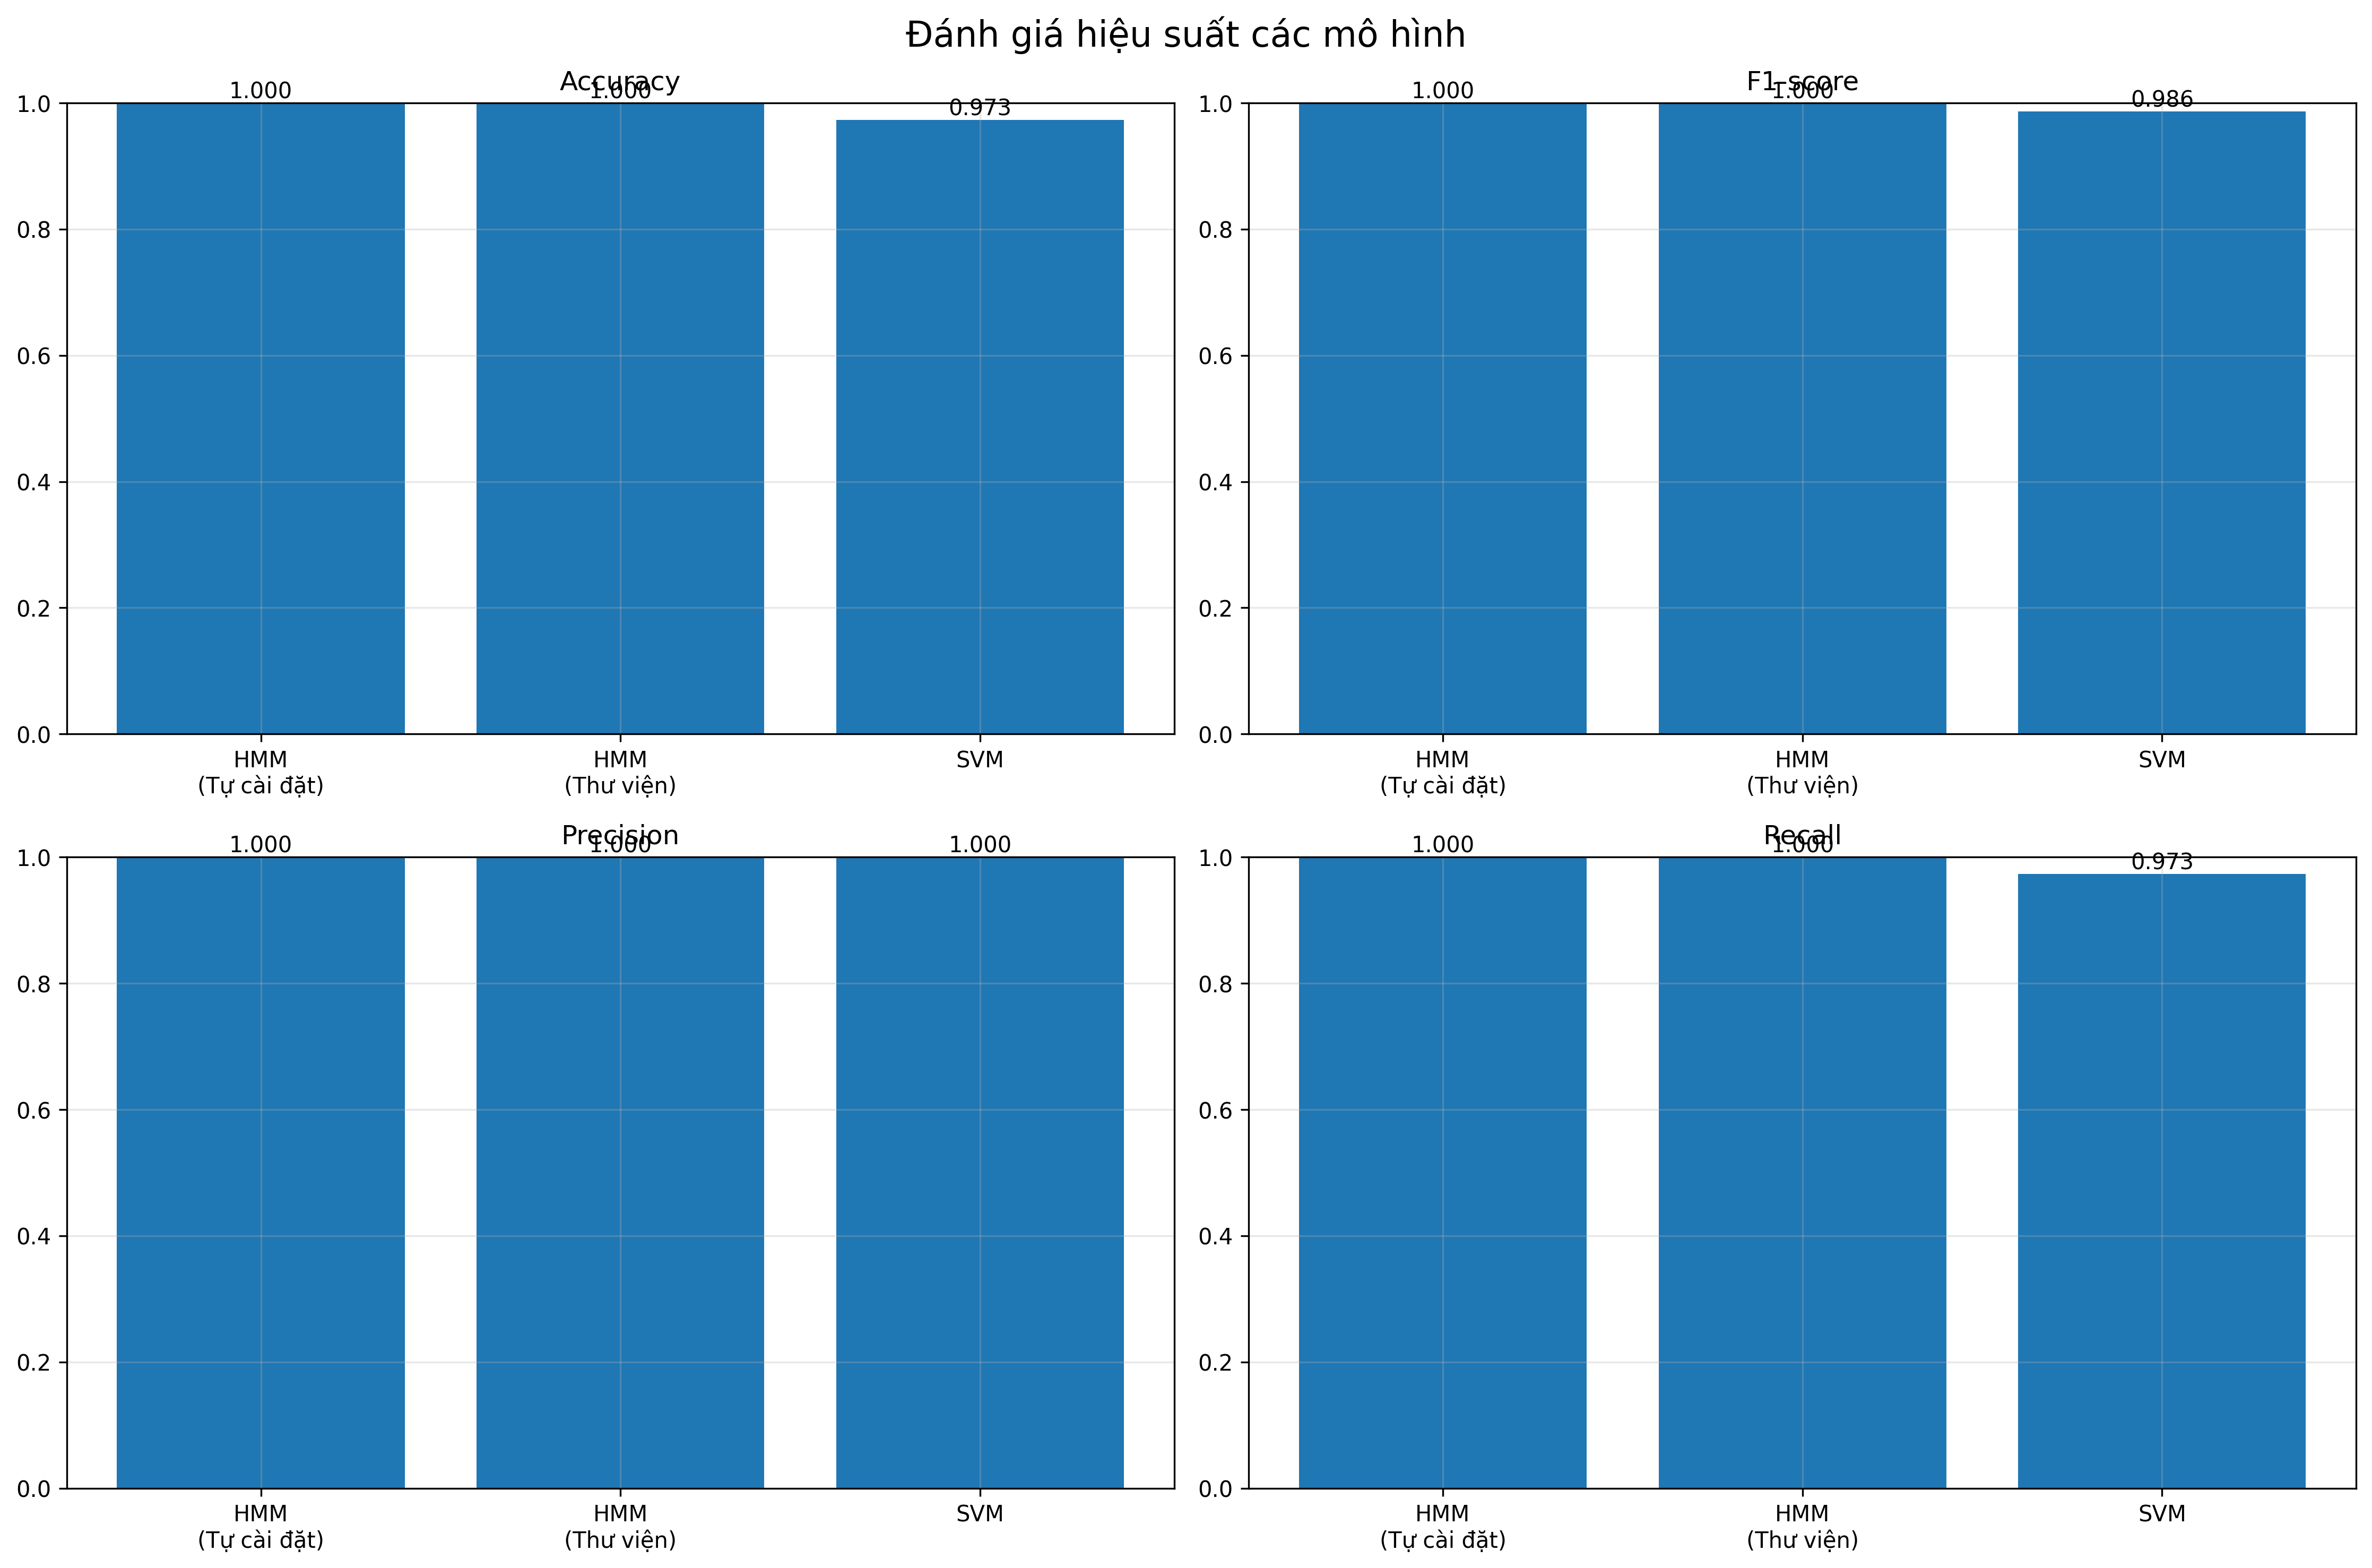 Đánh giá hiệu suất các mô hình
Accuracy
1.000
1.000
0.973
1.0
0.8
0.6
0.4
0.2
0.0
HMM
(Tự cài đặt)
HMM
(Thư viện)
SVM
F1 score
1.000
1.000
0.986
1.0
0.8
0.6
0.4
0.2
0.0
HMM
(Tự cài đặt)
HMM
(Thư viện)
SVM
Precision
1.000
1.000
1.000
1.0
0.8
0.6
0.4
0.2
0.0
HMM
(Tự cài đặt)
HMM
(Thư viện)
SVM
Recall
1.000
1.000
0.973
1.0
0.8
0.6
0.4
0.2
0.0
HMM
(Tự cài đặt)
HMM
(Thư viện)
SVM